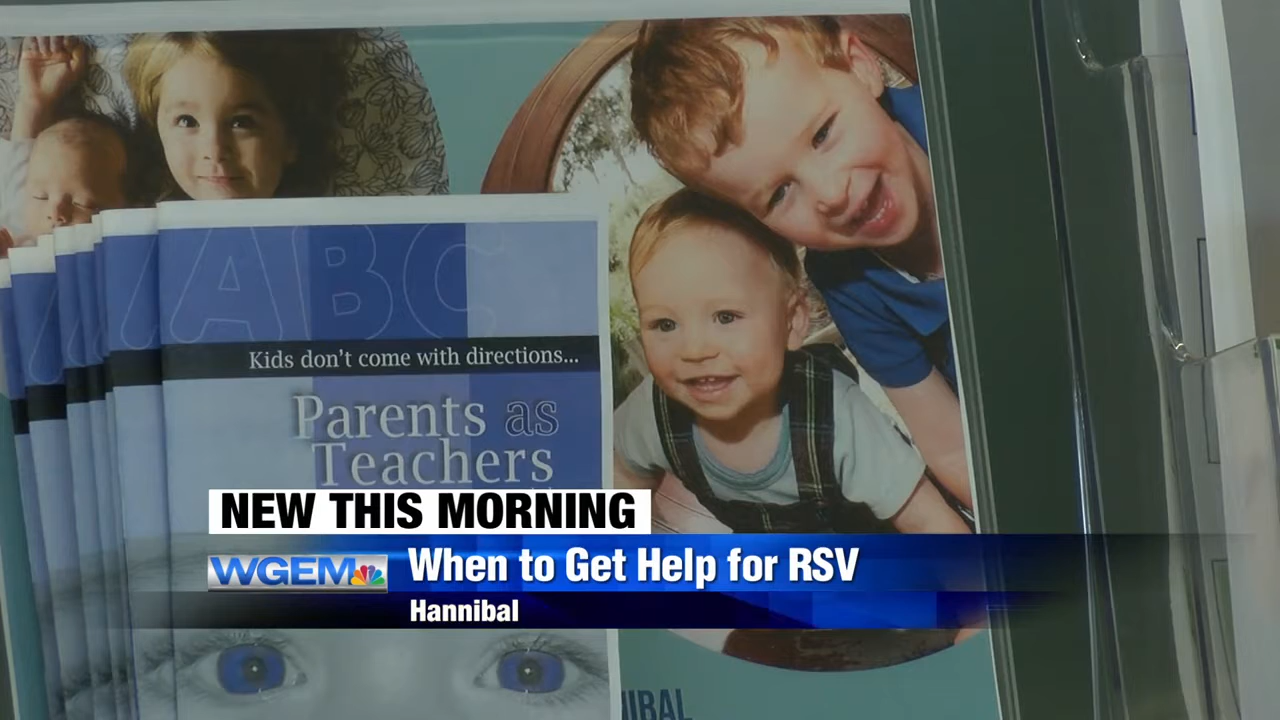 ABC
Kids don't come with directions...
Parents as
Teachers
NEW THIS MORNING
WGEM
When to Get Help for RSV
Hannibal